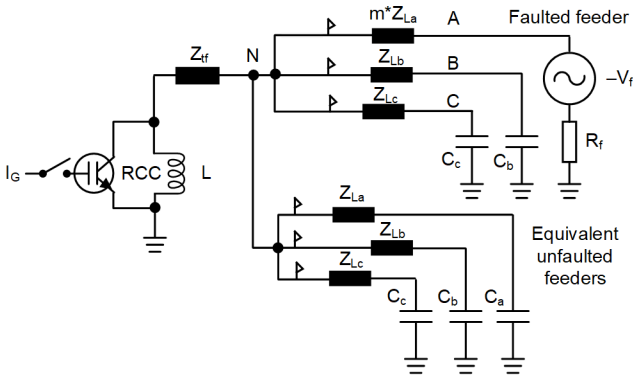 m*Z_La A Faulted feeder
Z_tf N Z_Lb B
–V_f
Z_Lc C
R_f
I_G RCC L C_c C_b
Z_La
Z_Lb Equivalent
unfaulted
feeders
Z_Lc
C_c C_b C_a